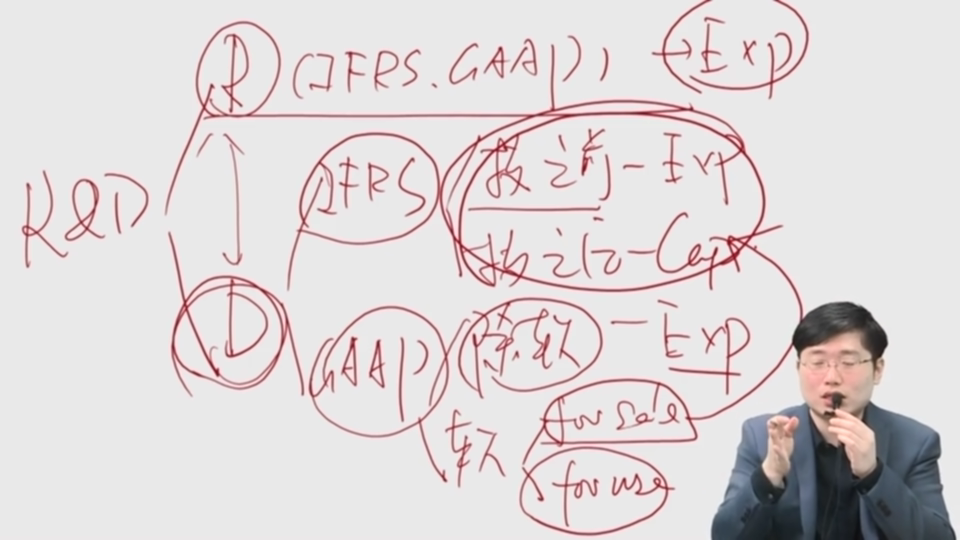 R (IFRS. GAAP) → Exp
R&D
IFRS
技之前 - Exp
技之后 - Cap
D
GAAP
除软 - Exp
软
for sale
for use